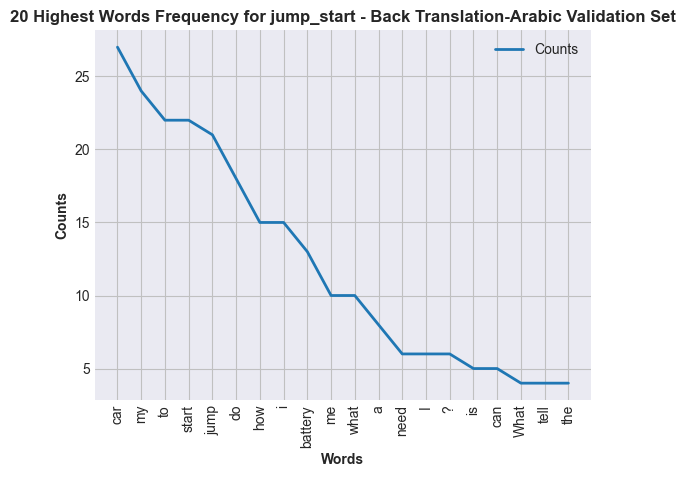 20 Highest Words Frequency for jump_start - Back Translation-Arabic Validation Set
Counts
25
20
15
10
5
Counts
car
my
to
start
jump
do
how
i
battery
me
what
a
need
I
?
is
can
What
tell
the
Words